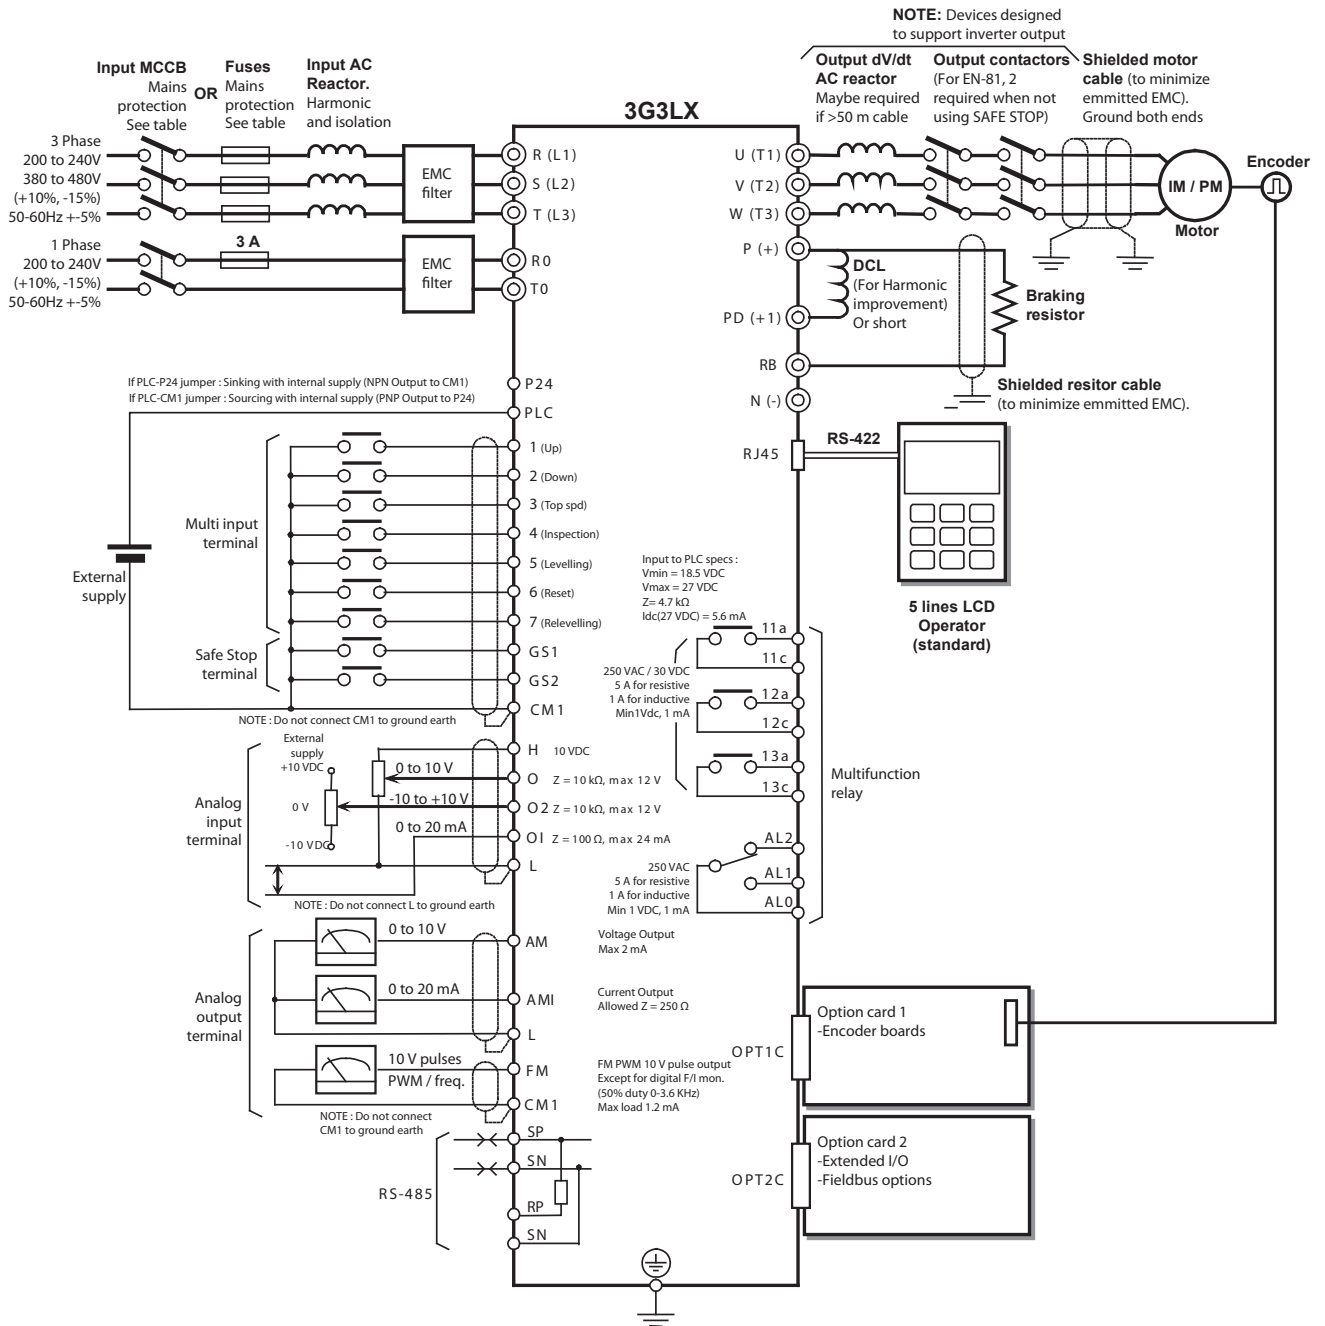 NOTE: Devices designed
to support inverter output
Input MCCB
Mains
protection
See table
OR
Fuses
Mains
protection
See table
Input AC
Reactor.
Harmonic
and isolation
3G3LX
Output dV/dt
AC reactor
Maybe required
if >50 m cable
Output contactors
(For EN-81, 2
required when not
using SAFE STOP)
Shielded motor
cable (to minimize
emmitted EMC).
Ground both ends
3 Phase
200 to 240V
380 to 480V
(+10%, -15%)
50-60Hz +-5%
EMC
filter
R (L1)
S (L2)
T (L3)
U (T1)
V (T2)
W (T3)
IM / PM
Motor
Encoder
1 Phase
200 to 240V
(+10%, -15%)
50-60Hz +-5%
3 A
EMC
filter
R0
T0
P (+)
PD (+1)
RB
N (-)
DCL
(For Harmonic
improvement)
Or short
Braking
resistor
Shielded resitor cable
(to minimize emmitted EMC).
If PLC-P24 jumper : Sinking with internal supply (NPN Output to CM1)
If PLC-CM1 jumper : Sourcing with internal supply (PNP Output to P24)
P24
PLC
RJ45
RS-422
5 lines LCD
Operator
(standard)
External
supply
Multi input
terminal
1 (Up)
2 (Down)
3 (Top spd)
4 (Inspection)
5 (Levelling)
6 (Reset)
7 (Relevelling)
Safe Stop
terminal
GS1
GS2
CM1
NOTE : Do not connect CM1 to ground earth
Input to PLC specs :
Vmin = 18.5 VDC
Vmax = 27 VDC
Z= 4.7 kΩ
Idc(27 VDC) = 5.6 mA
11a
11c
12a
12c
13a
13c
250 VAC / 30 VDC
5 A for resistive
1 A for inductive
Min1Vdc, 1 mA
Multifunction
relay
AL2
AL1
AL0
250 VAC
5 A for resistive
1 A for inductive
Min 1 VDC, 1 mA
Analog
input
terminal
External
supply
+10 VDC
0 V
-10 VDC
0 to 10 V
-10 to +10 V
0 to 20 mA
H 10 VDC
O Z = 10 kΩ, max 12 V
O2 Z = 10 kΩ, max 12 V
OI Z = 100 Ω, max 24 mA
L
NOTE : Do not connect L to ground earth
Analog
output
terminal
0 to 10 V
AM
Voltage Output
Max 2 mA
0 to 20 mA
AMI
Current Output
Allowed Z = 250 Ω
L
10 V pulses
PWM / freq.
FM
CM1
FM PWM 10 V pulse output
Except for digital F/I mon.
(50% duty 0-3.6 KHz)
Max load 1.2 mA
NOTE : Do not connect
CM1 to ground earth
RS-485
SP
SN
RP
SN
OPT1C
Option card 1
-Encoder boards
OPT2C
Option card 2
-Extended I/O
-Fieldbus options